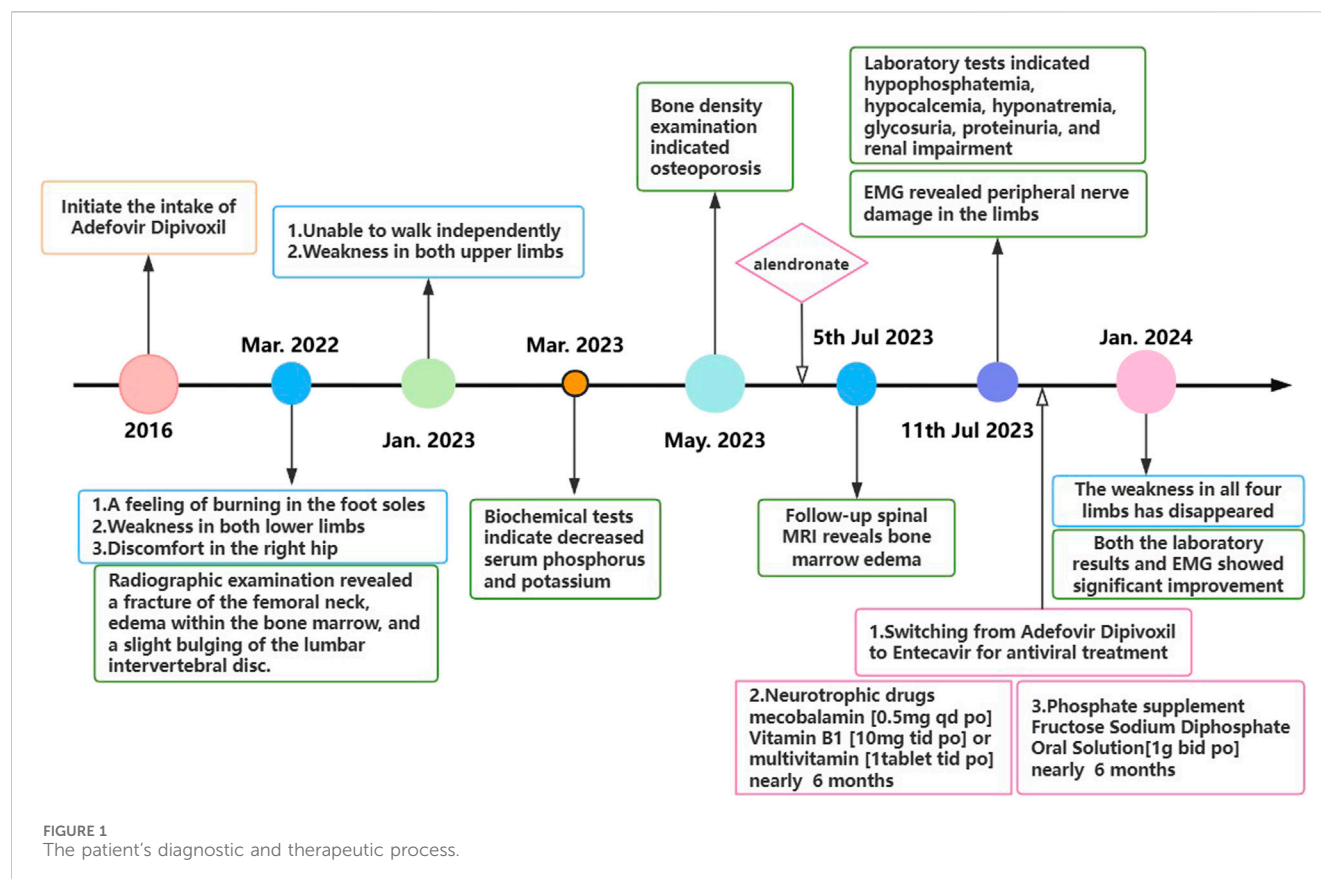 Initiate the intake of
Adefovir Dipivoxil
2016
Mar. 2022
1.A feeling of burning in the foot soles
2.Weakness in both lower limbs
3.Discomfort in the right hip
Radiographic examination revealed
a fracture of the femoral neck,
edema within the bone marrow, and
a slight bulging of the lumbar
intervertebral disc.
1.Unable to walk independently
2.Weakness in both upper limbs
Jan. 2023
Mar. 2023
Biochemical tests
indicate decreased
serum phosphorus
and potassium
Bone density
examination
indicated
osteoporosis
May. 2023
alendronate
5th Jul 2023
Follow-up spinal
MRI reveals bone
marrow edema
Laboratory tests indicated
hypophosphatemia,
hypocalcemia, hyponatremia,
glycosuria, proteinuria, and
renal impairment
EMG revealed peripheral nerve
damage in the limbs
11th Jul 2023
1.Switching from Adefovir Dipivoxil
to Entecavir for antiviral treatment
2.Neurotrophic drugs
mecobalamin [0.5mg qd po]
Vitamin B1 [10mg tid po] or
multivitamin [1tablet tid po]
nearly 6 months
3.Phosphate supplement
Fructose Sodium Diphosphate
Oral Solution[1g bid po]
nearly 6 months
Jan. 2024
The weakness in all four
limbs has disappeared
Both the laboratory
results and EMG showed
significant improvement
FIGURE 1
The patient's diagnostic and therapeutic process.